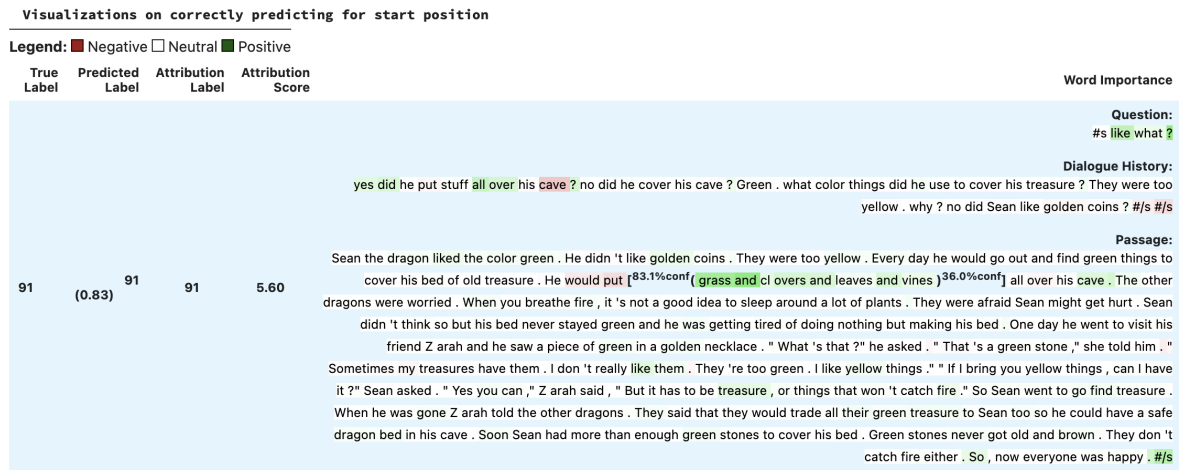 Visualizations on correctly predicting for start position
Legend: Negative Neutral Positive
True Label Predicted Label Attribution Label Attribution Score Word Importance
Question:
#s like what ?
Dialogue History:
yes did he put stuff all over his cave ? no did he cover his cave ? Green . what color things did he use to cover his treasure ? They were too
yellow . why ? no did Sean like golden coins ? #/s #/s
Passage:
Sean the dragon liked the color green . He didn 't like golden coins . They were too yellow . Every day he would go out and find green things to
91 91 (0.83) 91 5.60 cover his bed of old treasure . He would put [83.1%conf( grass and cl overs and leaves and vines )36.0%conf] all over his cave . The other
dragons were worried . When you breathe fire , it 's not a good idea to sleep around a lot of plants . They were afraid Sean might get hurt . Sean
didn 't think so but his bed never stayed green and he was getting tired of doing nothing but making his bed . One day he went to visit his
friend Z arah and he saw a piece of green in a golden necklace . " What 's that ?" he asked . " That 's a green stone ," she told him . "
Sometimes my treasures have them . I don 't really like them . They 're too green . I like yellow things ." " If I bring you yellow things , can I have
it ?" Sean asked . " Yes you can ," Z arah said , " But it has to be treasure , or things that won 't catch fire ." So Sean went to go find treasure .
When he was gone Z arah told the other dragons . They said that they would trade all their green treasure to Sean too so he could have a safe
dragon bed in his cave . Soon Sean had more than enough green stones to cover his bed . Green stones never got old and brown . They don 't
catch fire either . So , now everyone was happy . #/s